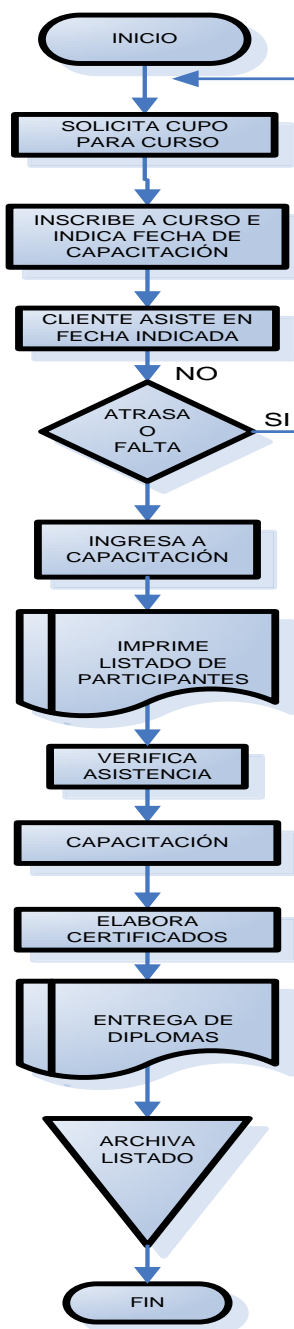 INICIO
SOLICITA CUPO
PARA CURSO
INSCRIBE A CURSO E
INDICA FECHA DE
CAPACITACIÓN
CLIENTE ASISTE EN
FECHA INDICADA
NO
ATRASA
O
FALTA
SI
INGRESA A
CAPACITACIÓN
IMPRIME
LISTADO DE
PARTICIPANTES
VERIFICA
ASISTENCIA
CAPACITACIÓN
ELABORA
CERTIFICADOS
ENTREGA DE
DIPLOMAS
ARCHIVA
LISTADO
FIN